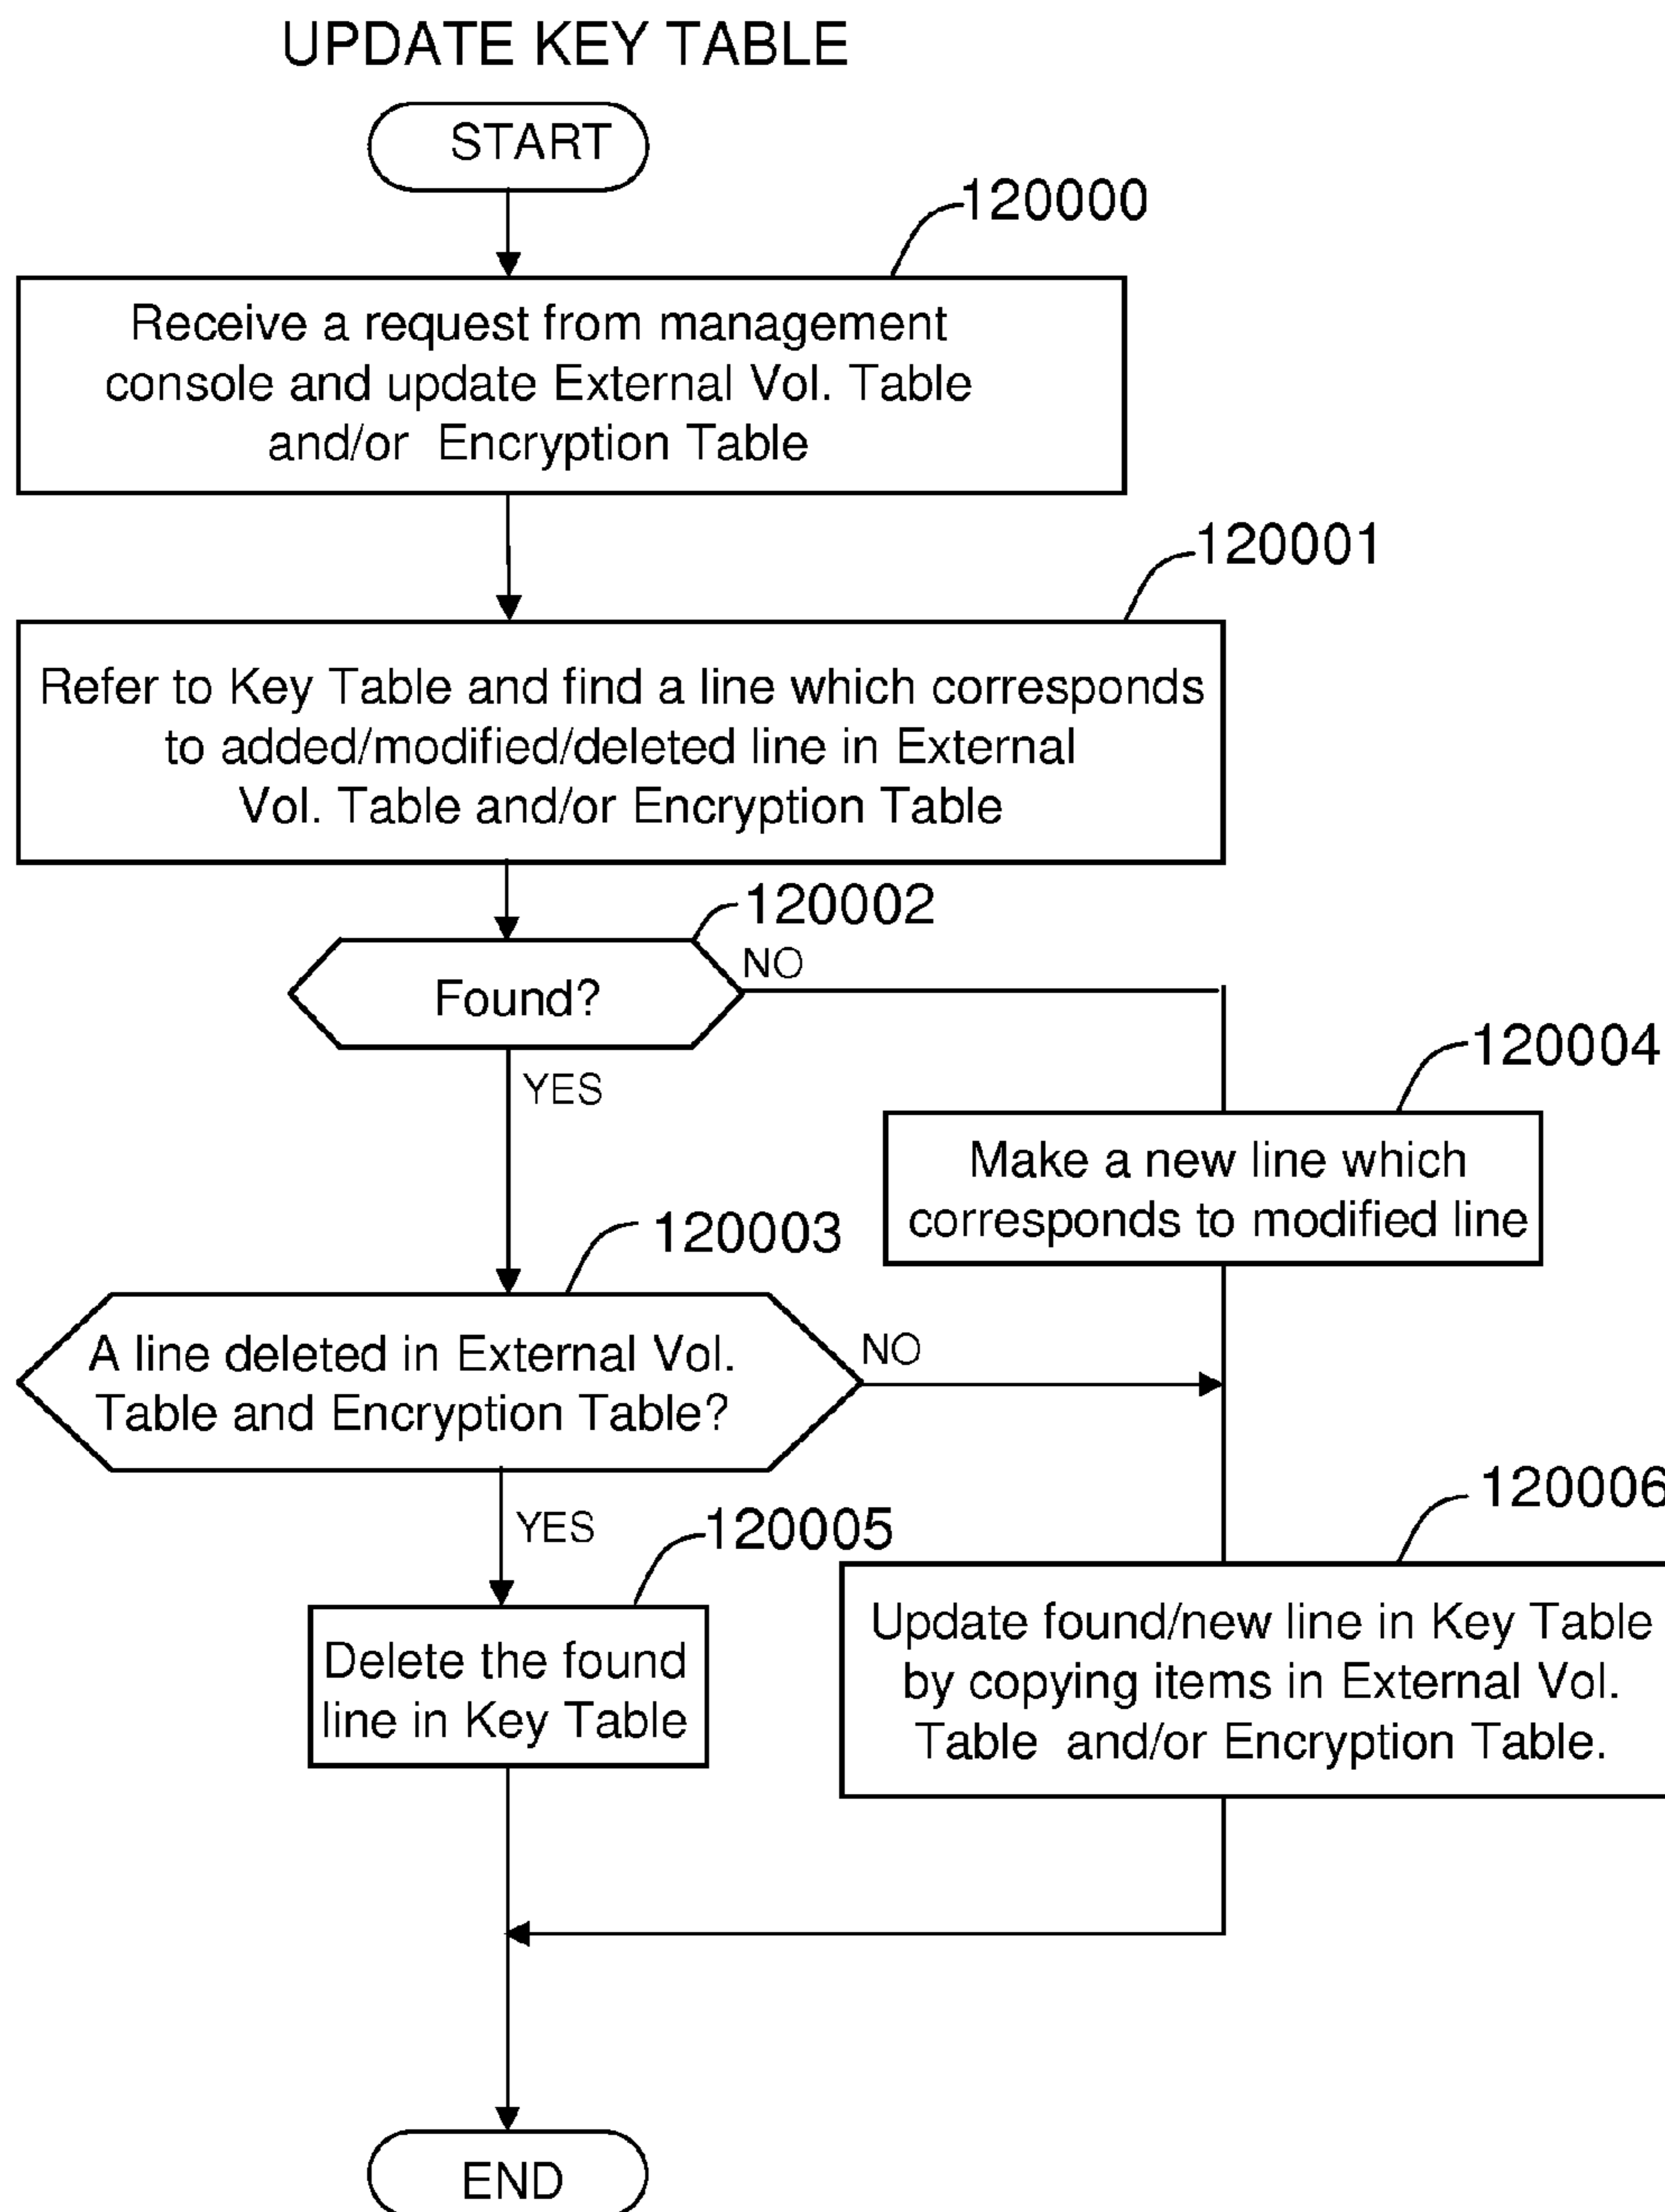 UPDATE KEY TABLE
START
120000
Receive a request from management
console and update External Vol. Table
and/or Encryption Table
120001
Refer to Key Table and find a line which corresponds
to added/modified/deleted line in External
Vol. Table and/or Encryption Table
120002
Found?
NO
YES
120004
Make a new line which
corresponds to modified line
120003
A line deleted in External Vol.
Table and Encryption Table?
NO
YES
120005
Delete the found
line in Key Table
120006
Update found/new line in Key Table
by copying items in External Vol.
Table and/or Encryption Table.
END